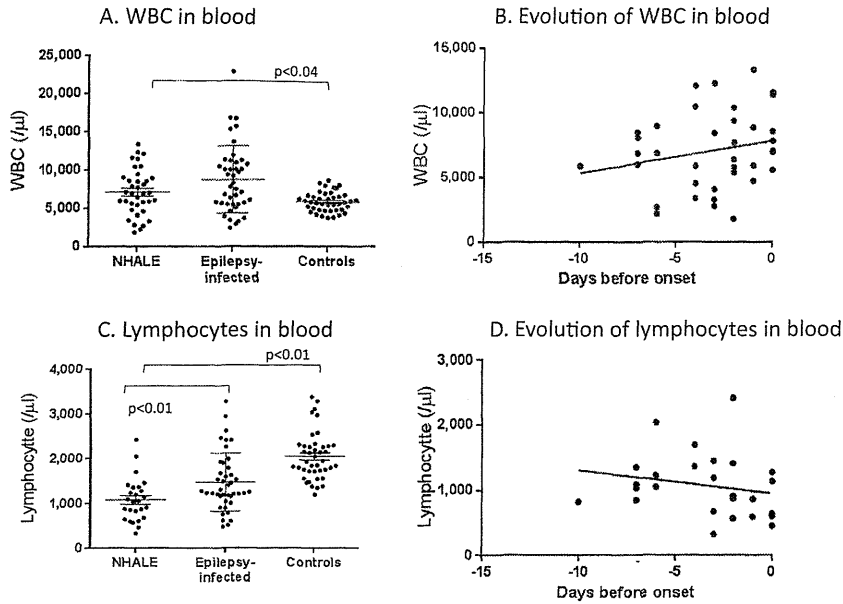 A. WBC in blood
25,000
20,000
15,000
10,000
5,000
0
WBC (/µl)
p<0.04
NHALE
Epilepsy-
infected
Controls
B. Evolution of WBC in blood
15,000
10,000
5,000
0
WBC (/µl)
-15
-10
-5
0
Days before onset
C. Lymphocytes in blood
4,000
3,000
2,000
1,000
0
Lymphocytte (/µl)
p<0.01
p<0.01
NHALE
Epilepsy-
infected
Controls
D. Evolution of lymphocytes in blood
3,000
2,000
1,000
0
Lymphocyte (/µl)
-15
-10
-5
0
Days before onset